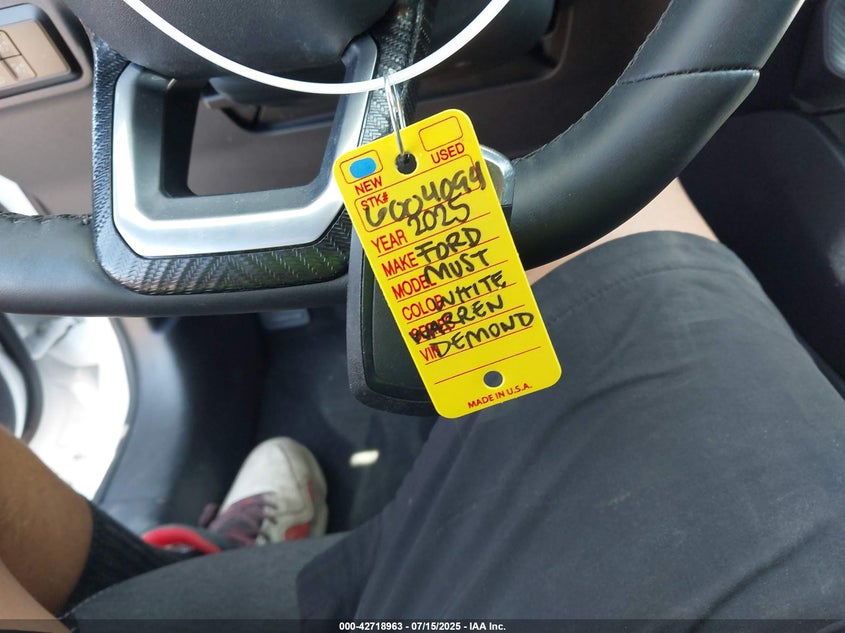 NEW USED
STK# 6004094
YEAR 2025
MAKE FORD
MODEL MUST
COLOR WHITE
WARREN
VIN DEMOND
MADE IN U.S.A.
000-42718963 / 07/15/2025 - IAA Inc.